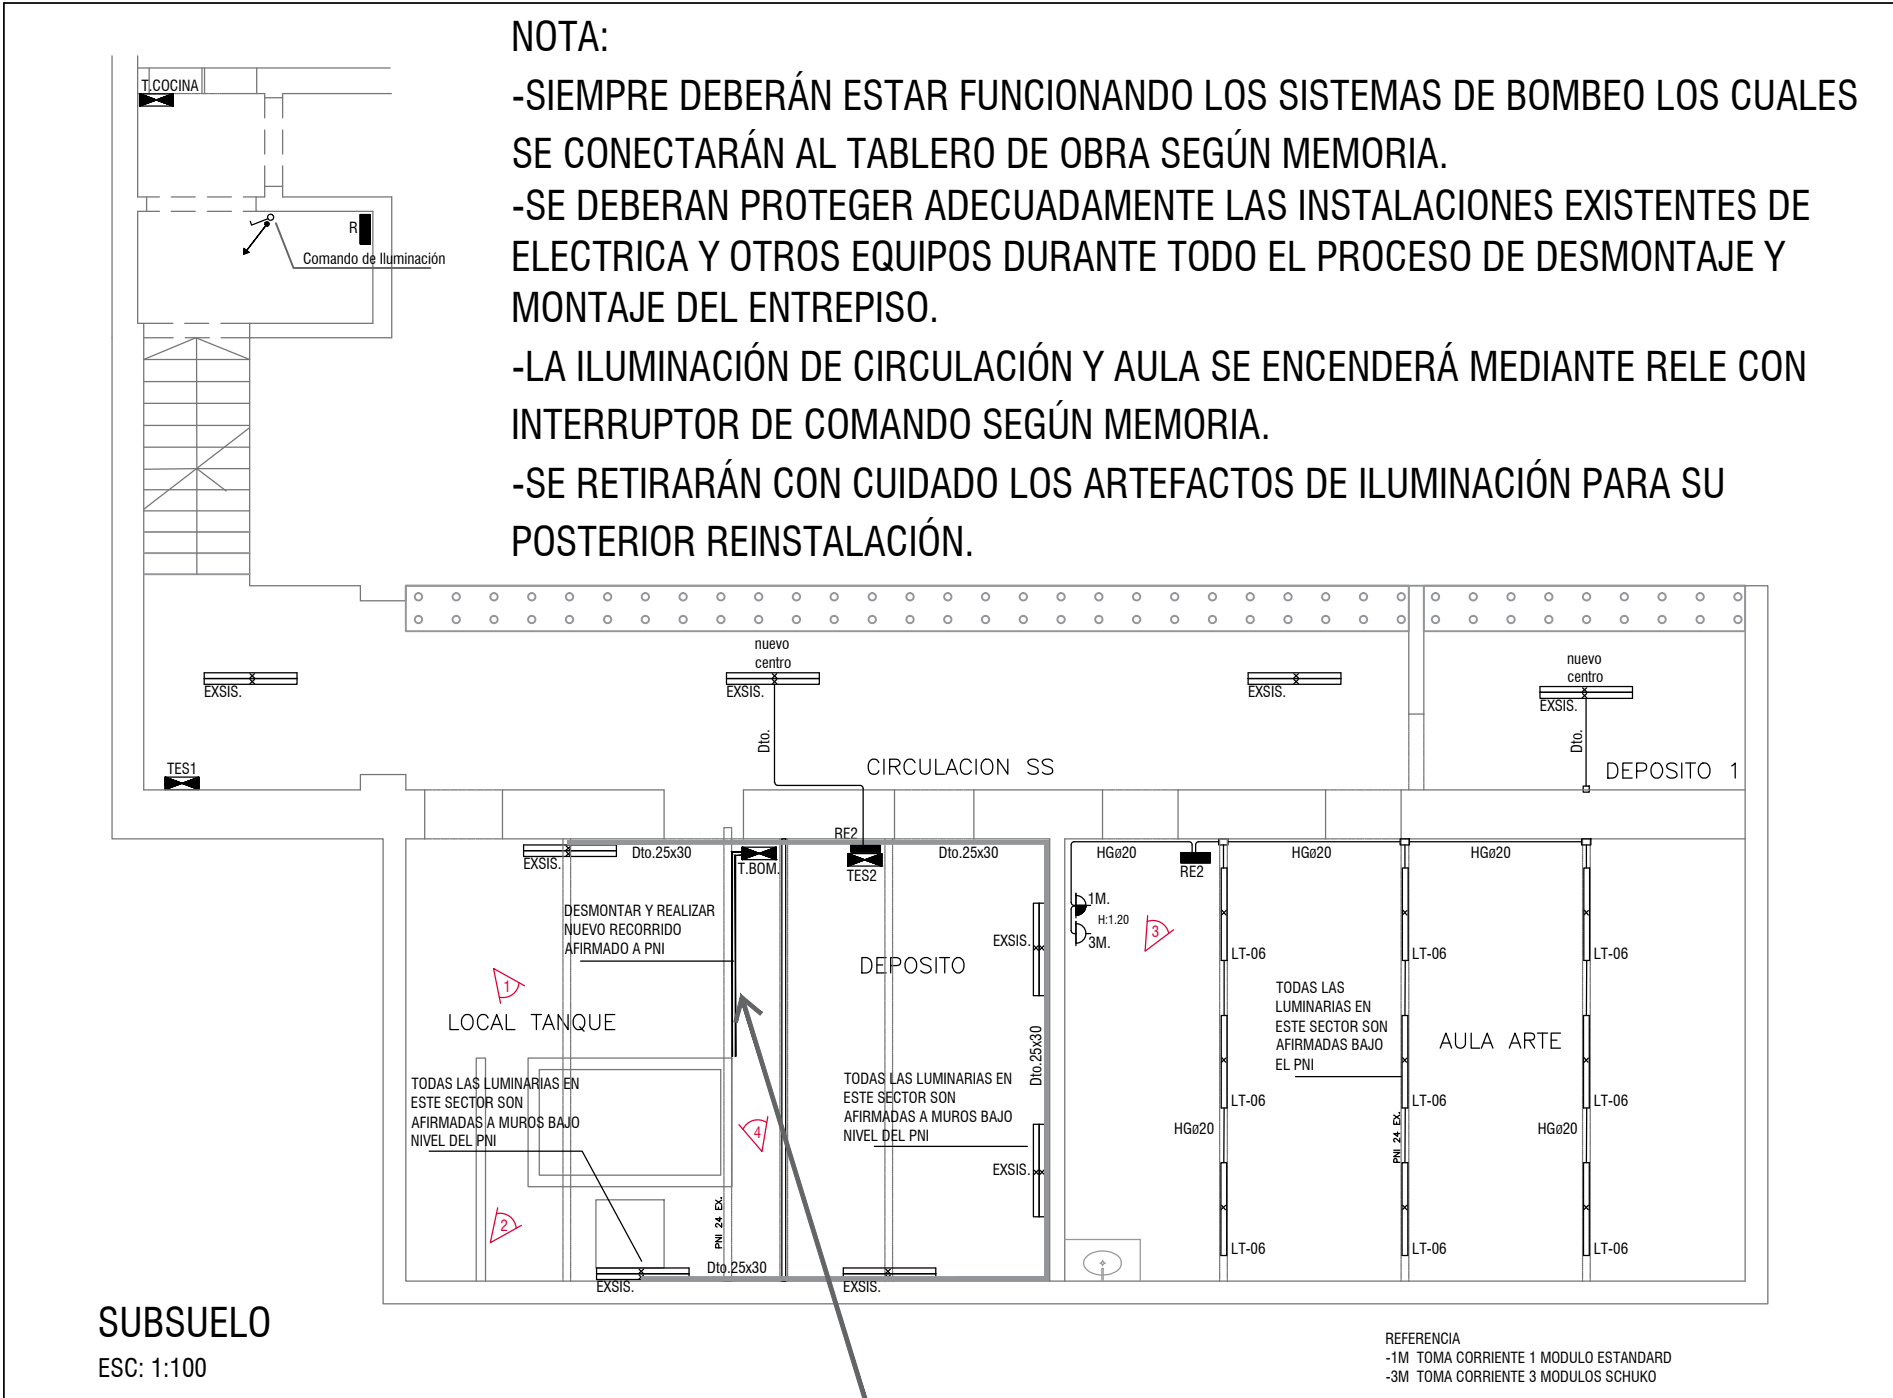 NOTA:
-SIEMPRE DEBERÁN ESTAR FUNCIONANDO LOS SISTEMAS DE BOMBEO LOS CUALES
SE CONECTARÁN AL TABLERO DE OBRA SEGÚN MEMORIA.
-SE DEBERAN PROTEGER ADECUADAMENTE LAS INSTALACIONES EXISTENTES DE
ELECTRICA Y OTROS EQUIPOS DURANTE TODO EL PROCESO DE DESMONTAJE Y
MONTAJE DEL ENTREPISO.
-LA ILUMINACIÓN DE CIRCULACIÓN Y AULA SE ENCENDERÁ MEDIANTE RELE CON
INTERRUPTOR DE COMANDO SEGÚN MEMORIA.
-SE RETIRARÁN CON CUIDADO LOS ARTEFACTOS DE ILUMINACIÓN PARA SU
POSTERIOR REINSTALACIÓN.
T.COCINA
R
Comando de Iluminación
nuevo
centro
EXSIS.
EXSIS.
EXSIS.
nuevo
centro
EXSIS.
Dto.
Dto.
TES1
CIRCULACION SS
DEPOSITO 1
EXSIS.
Dto.25x30
T.BOM.
RE2
TES2
Dto.25x30
HGø20
RE2
HGø20
HGø20
DESMONTAR Y REALIZAR
NUEVO RECORRIDO
AFIRMADO A PNI
1M.
H:1.20
3M.
3
EXSIS.
LT-06
LT-06
LT-06
DEPOSITO
1
LOCAL TANQUE
TODAS LAS
LUMINARIAS EN
ESTE SECTOR SON
AFIRMADAS BAJO
EL PNI
AULA ARTE
Dto.25x30
TODAS LAS LUMINARIAS EN
ESTE SECTOR SON
AFIRMADAS A MUROS BAJO
NIVEL DEL PNI
TODAS LAS LUMINARIAS EN
ESTE SECTOR SON
AFIRMADAS A MUROS BAJO
NIVEL DEL PNI
4
LT-06
LT-06
LT-06
HGø20
PNI 24 EX.
HGø20
EXSIS.
2
PNI 24 EX.
LT-06
LT-06
LT-06
Dto.25x30
EXSIS.
EXSIS.
SUBSUELO
ESC: 1:100
REFERENCIA
-1M TOMA CORRIENTE 1 MODULO ESTANDARD
-3M TOMA CORRIENTE 3 MODULOS SCHUKO